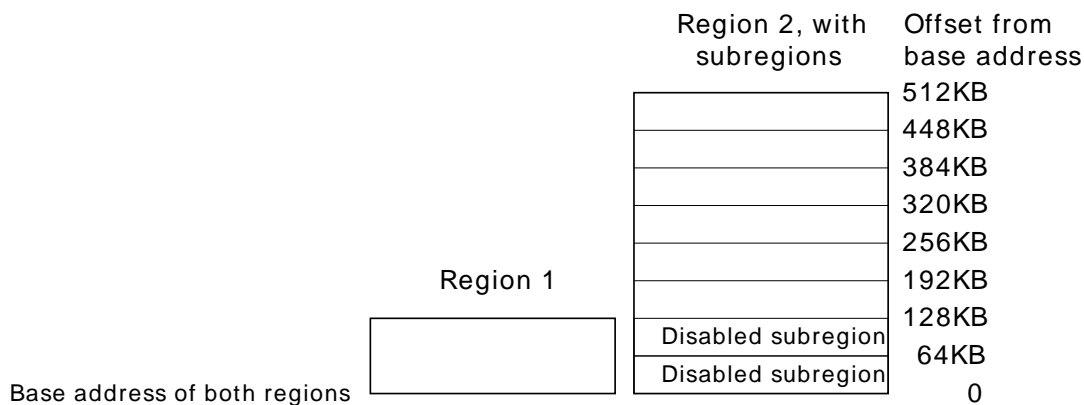 Region 2, with
subregions
Offset from
base address
512KB
448KB
384KB
320KB
256KB
192KB
Region 1
128KB
Disabled subregion
64KB
Disabled subregion
Base address of both regions
0